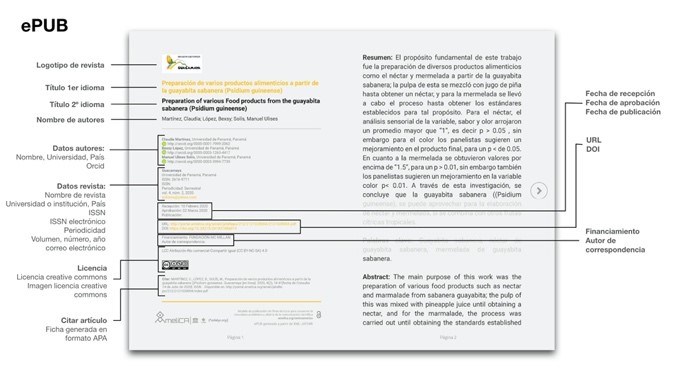 ePUB
Logotipo de revista
Título 1er idioma
Título 2º idioma
Nombre de autores
Datos autores:
Nombre, Universidad, País
Orcid
Datos revista:
Nombre de revista
Universidad o institución, País
ISSN
ISSN electrónico
Periodicidad
Volumen, número, año
correo electrónico
Licencia
Licencia creative commons
Imagen licencia creative
commons
Citar artículo
Ficha generada en
formato APA
Preparación de varios productos alimenticios a partir de
la guayabita sabanera (Psidium guineense)
Preparation of various Food products from the guayabita
sabanera (Psidium guineense)
Martínez, Claudia; López, Bexsy; Solís, Manuel Ulises
Página 1
Resumen: El propósito fundamental de este trabajo
fue la preparación de diversos productos alimenticios
como el néctar y mermelada a partir de la guayabita
sabanera; la pulpa de esta se mezcló con jugo de piña
hasta obtener un néctar, y para la mermelada se llevó
a cabo el proceso hasta obtener los estándares
establecidos para tal propósito. Para el néctar, el
análisis sensorial de la variable, sabor y olor arrojaron
un promedio mayor que "1", es decir p > 0.05 , sin
embargo para el color los panelistas sugieren un
mejoramiento en el producto final, para un p < de 0.05.
En cuanto a la mermelada se obtuvieron valores por
encima de "1.5", para un p > 0.01, sin embargo también
los panelistas sugieren un mejoramiento en la variable
color p< 0.01. A través de esta investigación, se
concluye que la guayabita sabanera ((Psidium
sabanera.
Abstract: The main purpose of this work was the
preparation of various food products such as nectar
and marmalade from sabanera guayabita; the pulp of
this was mixed with pineapple juice until obtaining a
nectar, and for the marmalade, the process was
carried out until obtaining the standards established
Página 2
Fecha de recepción
Fecha de aprobación
Fecha de publicación
URL
DOI
Financiamiento
Autor de
correspondencia